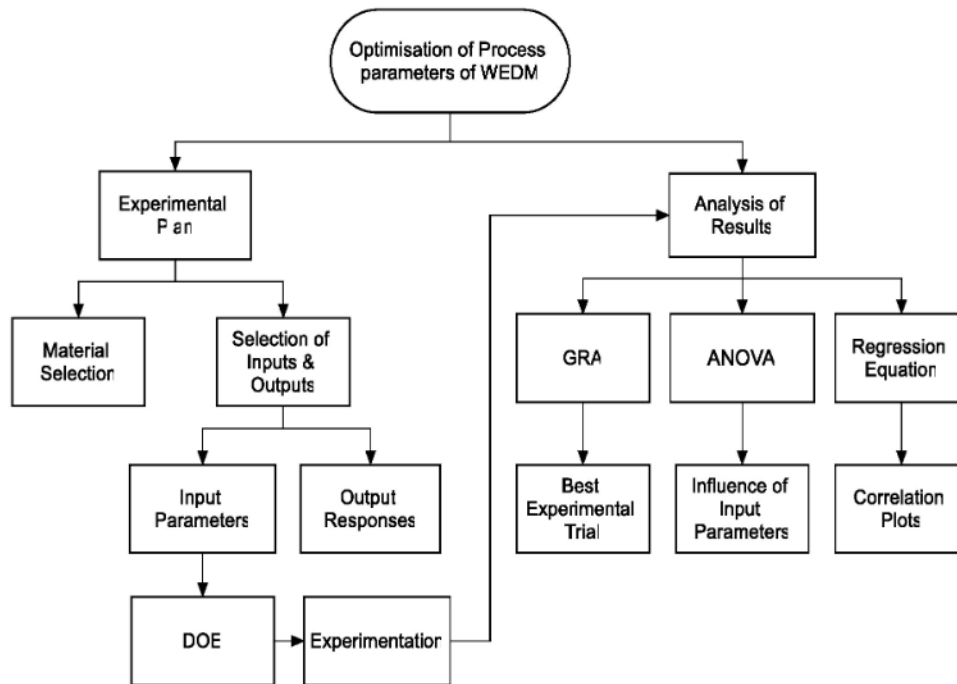 Optimisation of Process
parameters of WEDM
Experimental
Plan
Analysis of
Results
Material
Selection
Selection of
Inputs &
Outputs
GRA
ANOVA
Regression
Equation
Input
Parameters
Output
Responses
Best
Experimental
Trial
Influence of
Input
Parameters
Correlation
Plots
DOE
Experimentation